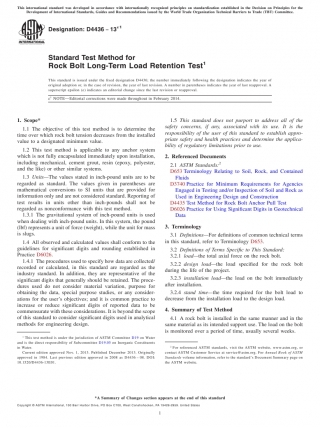 This international standard was developed in accordance with internationally recognized principles on standardization established in the Decision on Principles for the
Development of International Standards, Guides and Recommendations issued by the World Trade Organization Technical Barriers to Trade (TBT) Committee.
Designation: D4436 − 13´¹
INTERNATIONAL
Standard Test Method for
Rock Bolt Long-Term Load Retention Test¹
This standard is issued under the fixed designation D4436; the number immediately following the designation indicates the year of
original adoption or, in the case of revision, the year of last revision. A number in parentheses indicates the year of last reapproval. A
superscript epsilon (´) indicates an editorial change since the last revision or reapproval.
´¹ NOTE—Editorial corrections were made throughout in February 2014.
1. Scope*
1.1 The objective of this test method is to determine the
time over which rock bolt tension decreases from the installed
value to a designated minimum value.
1.2 This test method is applicable to any anchor system
which is not fully encapsulated immediately upon installation,
including mechanical, cement grout, resin (epoxy, polyester,
and the like) or other similar systems.
1.3 Units—The values stated in inch-pound units are to be
regarded as standard. The values given in parentheses are
mathematical conversions to SI units that are provided for
information only and are not considered standard. Reporting of
test results in units other than inch-pounds shall not be
regarded as nonconformance with this test method.
1.3.1 The gravitational system of inch-pound units is used
when dealing with inch-pound units. In this system, the pound
(lbf) represents a unit of force (weight), while the unit for mass
is slugs.
1.4 All observed and calculated values shall conform to the
guidelines for significant digits and rounding established in
Practice D6026.
1.4.1 The procedures used to specify how data are collected/
recorded or calculated, in this standard are regarded as the
industry standard. In addition, they are representative of the
significant digits that generally should be retained. The proce-
dures used do not consider material variation, purpose for
obtaining the data, special purpose studies, or any consider-
ations for the user's objectives; and it is common practice to
increase or reduce significant digits of reported data to be
commensurate with these considerations. It is beyond the scope
of this standard to consider significant digits used in analytical
methods for engineering design.
¹ This test method is under the jurisdiction of ASTM Committee D18 on
and is the direct responsibility of Subcommittee
Current edition approved Nov. 1, 2013. Published December 2013. Originally
approved in 1984. Last previous edition approved in 2008 as D4436 – 08. DOI:
10.1520/D4436-13E01.
1.5 This standard does not purport to address all of the
safety concerns, if any, associated with its use. It is the
responsibility of the user of this standard to establish appro-
priate safety and health practices and determine the applica-
bility of regulatory limitations prior to use.
2. Referenced Documents
2.1 ASTM Standards:²
D653 Terminology Relating to Soil, Rock, and Contained
Fluids
D3740 Practice for Minimum Requirements for Agencies
Engaged in Testing and/or Inspection of Soil and Rock as
Used in Engineering Design and Construction
D4435 Test Method for Rock Bolt Anchor Pull Test
D6026 Practice for Using Significant Digits in Geotechnical
Data
3. Terminology
3.1 Definitions—For definitions of common technical terms
in this standard, refer to Terminology D653.
3.2 Definitions of Terms Specific to This Standard:
3.2.1 load—the total axial force on the rock bolt.
3.2.2 design load—the load specified for the rock bolt
during the life of the project.
3.2.3 installation load—the load on the bolt immediately
after installation.
3.2.4 stand time—the time required for the bolt load to
decrease from the installation load to the design load.
4. Summary of Test Method
4.1 A rock bolt is installed in the same manner and in the
same material as its intended support use. The load on the bolt
is monitored over a period of time, usually several weeks.
² For referenced ASTM standards, visit the ASTM website, www.astm.org, or
contact ASTM Customer Service at service@astm.org. For Annual Book of ASTM
Standards volume information, refer to the standard's Document Summary page on
the ASTM website.
*A Summary of Changes section appears at the end of this standard
Copyright © ASTM International, 100 Barr Harbor Drive, PO Box C700, West Conshohocken, PA 19428-2959. United States
1